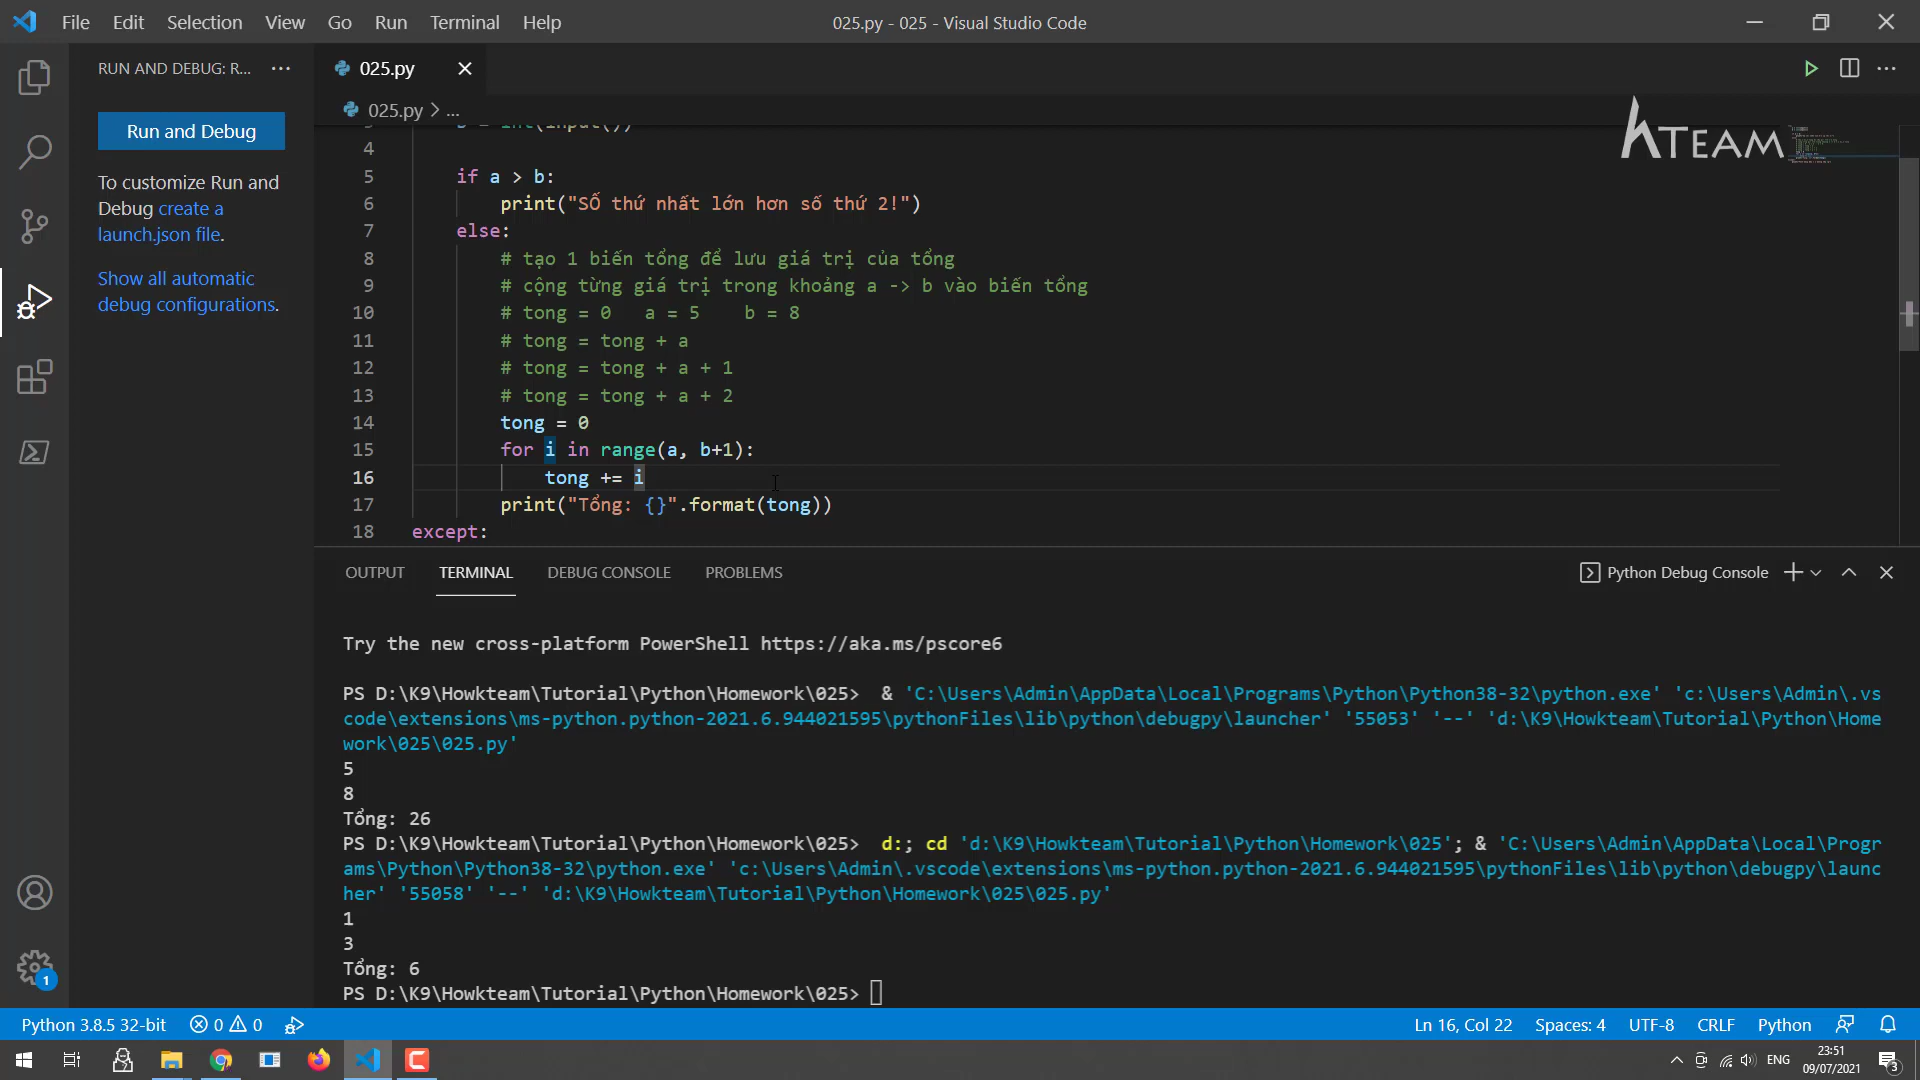 File Edit Selection View Go Run Terminal Help
025.py - 025 - Visual Studio Code
RUN AND DEBUG: R...
Run and Debug
To customize Run and
Debug create a
launch.json file.
Show all automatic
debug configurations.
025.py
025.py > ...
HTEAM
b = int(input())
4
5 if a > b:
6 print("SỐ thứ nhất lớn hơn số thứ 2!")
7 else:
8 # tạo 1 biến tổng để lưu giá trị của tổng
9 # cộng từng giá trị trong khoảng a -> b vào biến tổng
10 # tong = 0 a = 5 b = 8
11 # tong = tong + a
12 # tong = tong + a + 1
13 # tong = tong + a + 2
14 tong = 0
15 for i in range(a, b+1):
16 tong += i
17 print("Tổng: {}".format(tong))
18 except:
OUTPUT TERMINAL DEBUG CONSOLE PROBLEMS
Python Debug Console
Try the new cross-platform PowerShell https://aka.ms/pscore6
PS D:\K9\Howkteam\Tutorial\Python\Homework\025> & 'C:\Users\Admin\AppData\Local\Programs\Python\Python38-32\python.exe' 'c:\Users\Admin\.vs
code\extensions\ms-python.python-2021.6.944021595\pythonFiles\lib\python\debugpy\launcher' '55053' '--' 'd:\K9\Howkteam\Tutorial\Python\Home
work\025\025.py'
5
8
Tổng: 26
PS D:\K9\Howkteam\Tutorial\Python\Homework\025> d:; cd 'd:\K9\Howkteam\Tutorial\Python\Homework\025'; & 'C:\Users\Admin\AppData\Local\Progr
ams\Python\Python38-32\python.exe' 'c:\Users\Admin\.vscode\extensions\ms-python.python-2021.6.944021595\pythonFiles\lib\python\debugpy\launc
her' '55058' '--' 'd:\K9\Howkteam\Tutorial\Python\Homework\025\025.py'
1
3
Tổng: 6
PS D:\K9\Howkteam\Tutorial\Python\Homework\025>
1
Python 3.8.5 32-bit 0 0
Ln 16, Col 22 Spaces: 4 UTF-8 CRLF Python
ENG
23:51
09/07/2021
3